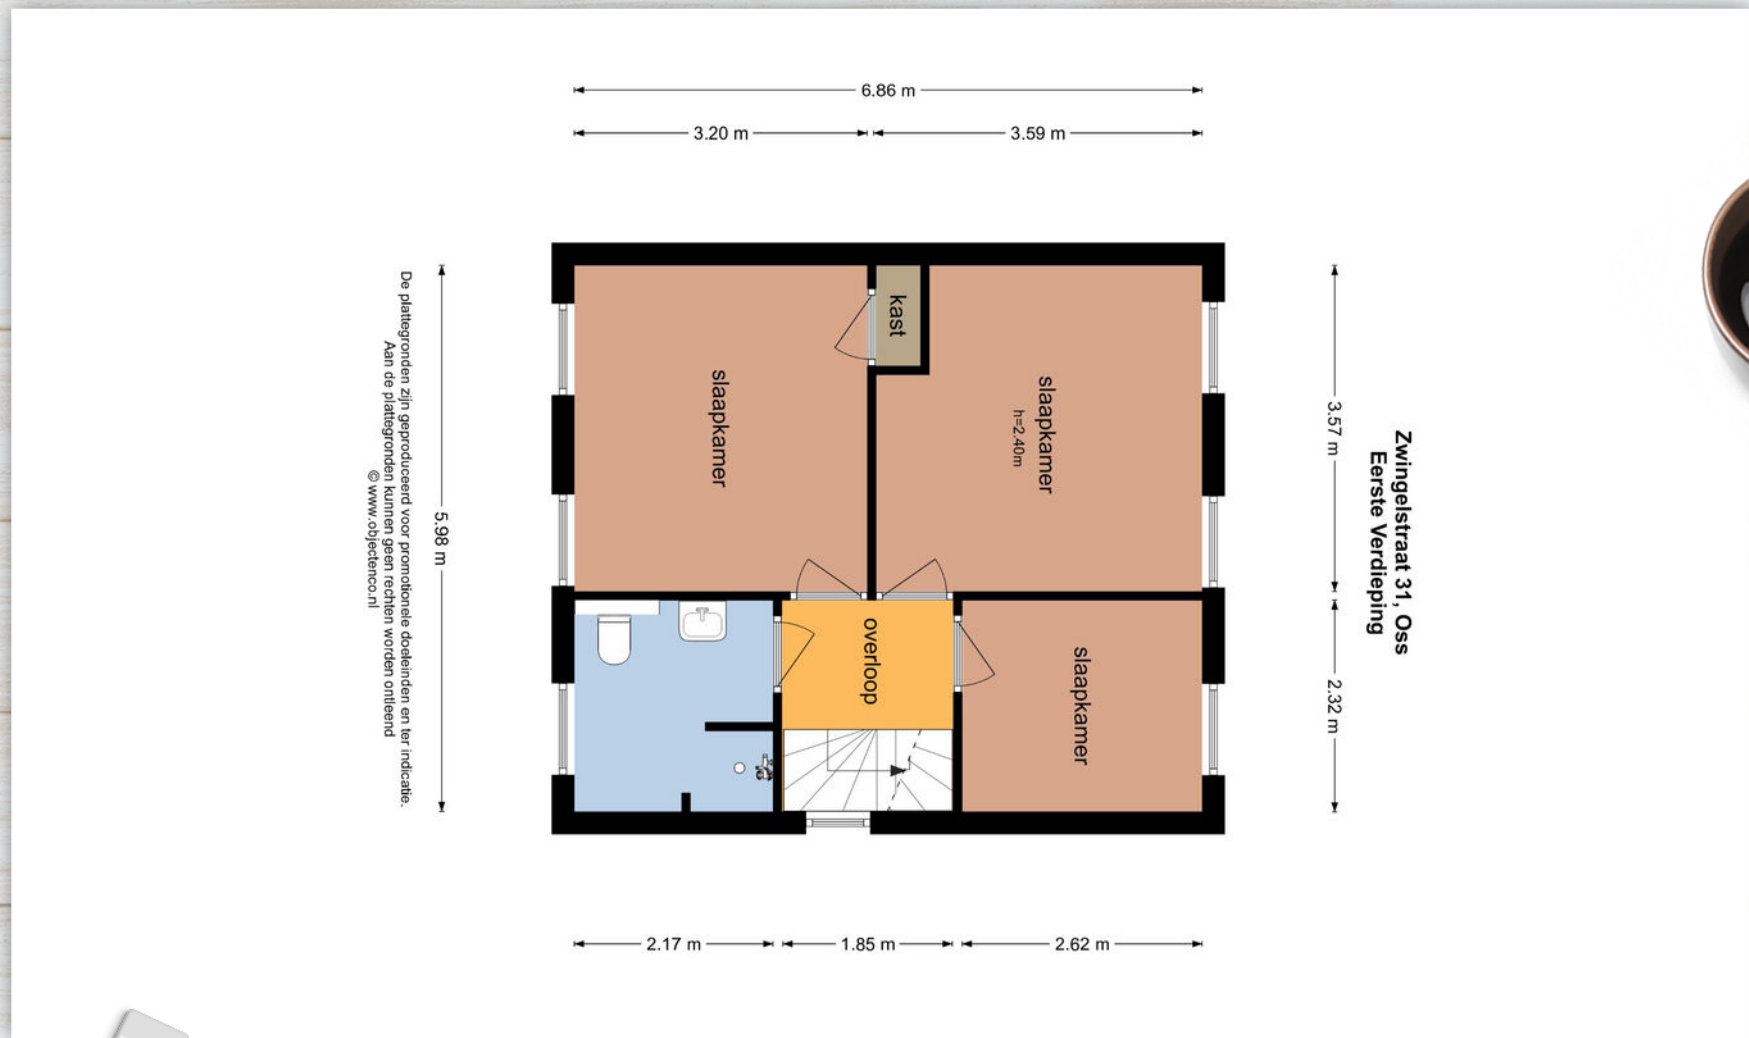 6.86 m
3.20 m
3.59 m
Zwingelstraat 31, Oss
Eerste Verdieping
3.57 m
2.32 m
kast
slaapkamer
h=2.40m
slaapkamer
overloop
slaapkamer
5.98 m
De plattegronden zijn geproduceerd voor promotionele doeleinden en ter indicatie.
Aan de plattegronden kunnen geen rechten worden ontleend
© www.objectenco.nl
2.17 m
1.85 m
2.62 m